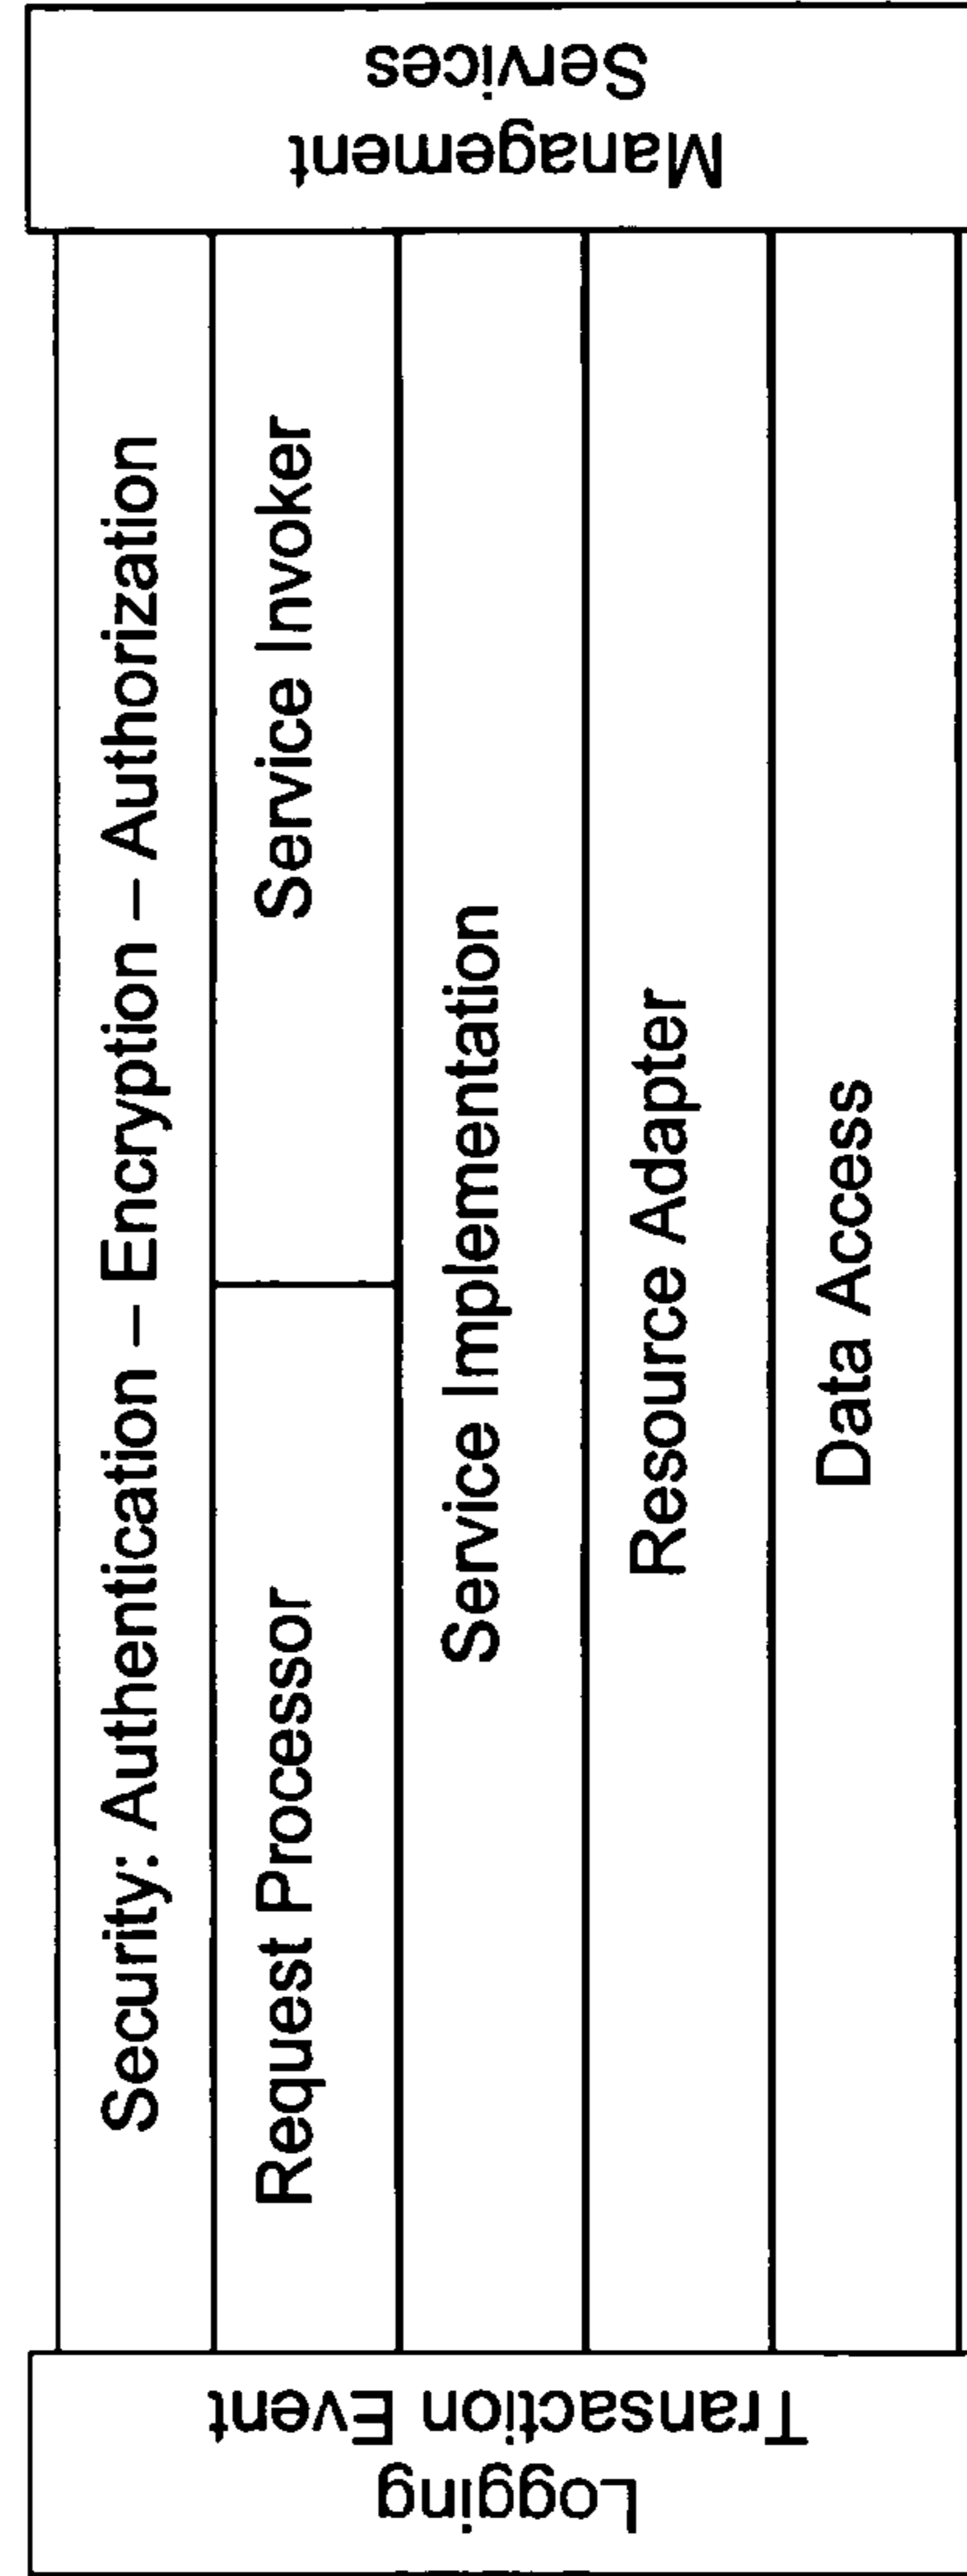 Logging
Transaction Event
Security: Authentication – Encryption – Authorization
Request Processor
Service Invoker
Service Implementation
Resource Adapter
Data Access
Management
Services